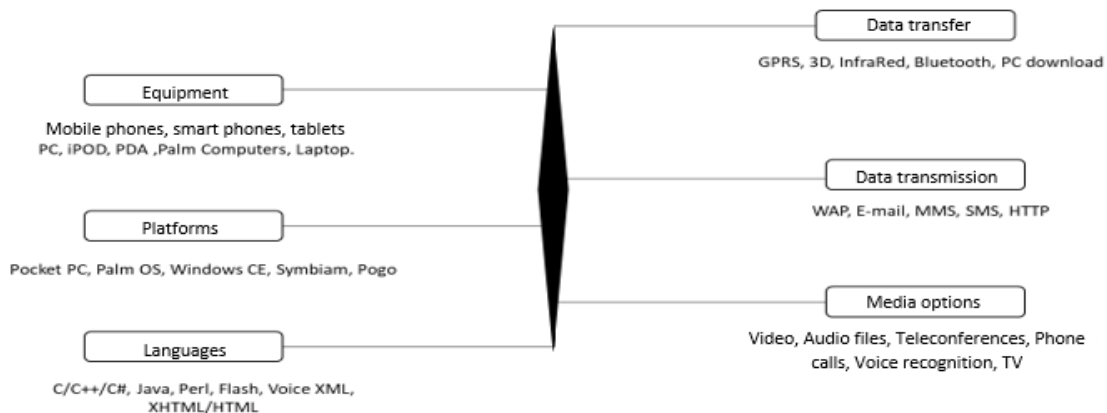 Data transfer
GPRS, 3D, InfraRed, Bluetooth, PC download
Equipment
Mobile phones, smart phones, tablets
PC, iPOD, PDA ,Palm Computers, Laptop.
Data transmission
WAP, E-mail, MMS, SMS, HTTP
Platforms
Pocket PC, Palm OS, Windows CE, Symbiam, Pogo
Media options
Video, Audio files, Teleconferences, Phone
calls, Voice recognition, TV
Languages
C/C++/C#, Java, Perl, Flash, Voice XML,
XHTML/HTML